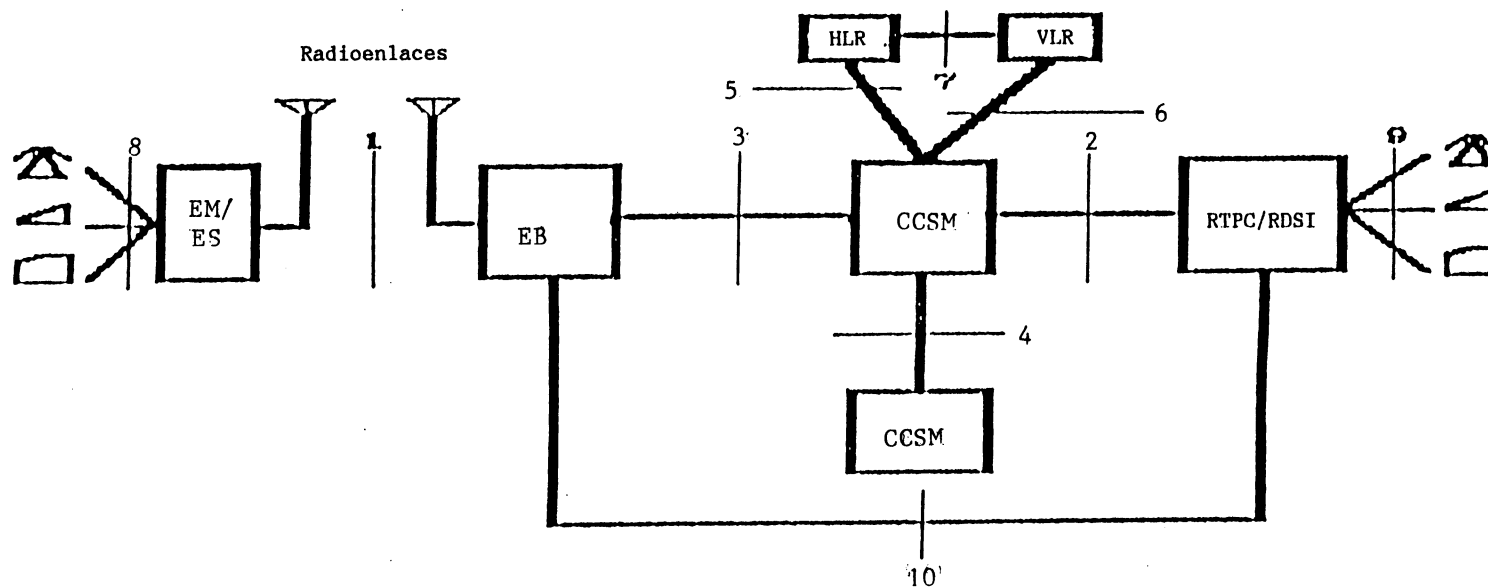 HLR
VLR
Radioenlaces
7
5
6
8
1
3
2
EM/
ES
EB
CCSM
RTPC/RDSI
4
CCSM
10